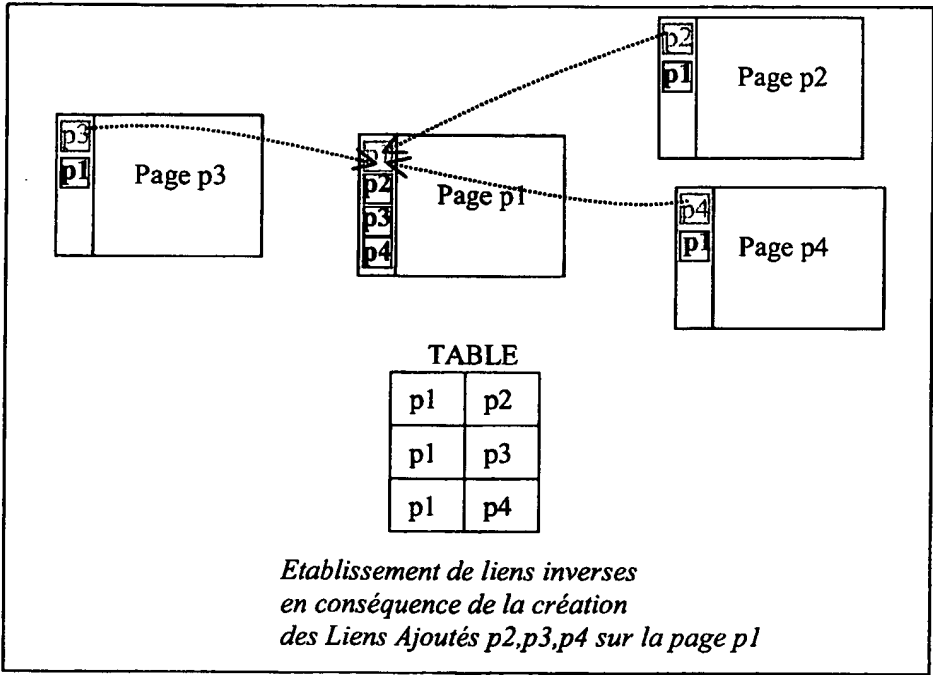 p2
p1
Page p2
p3
p1
Page p3
p1
p2
p3
p4
Page p1
p4
p1
Page p4
TABLE
p1 p2
p1 p3
p1 p4
Etablissement de liens inverses
en conséquence de la création
des Liens Ajoutés p2,p3,p4 sur la page p1